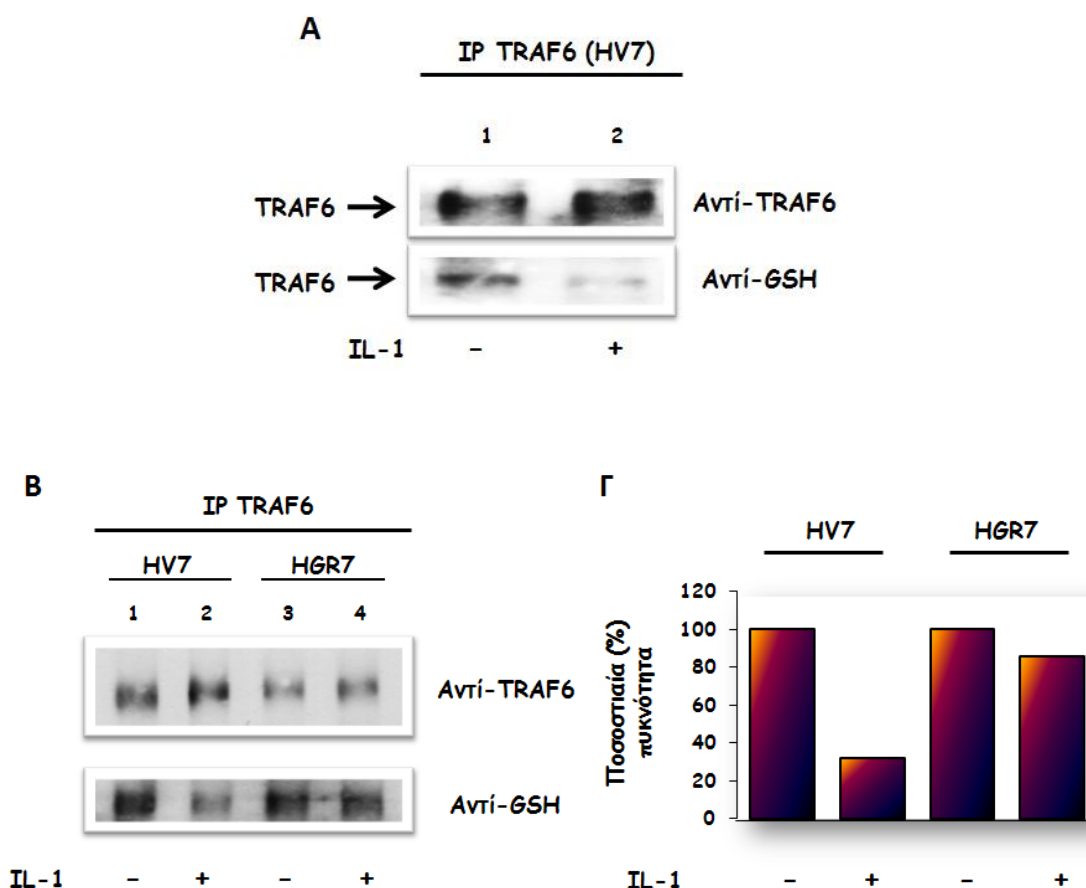 A
IP TRAF6 (HV7)
1 2
TRAF6 Αντί-TRAF6
TRAF6 Αντί-GSH
IL-1 - +
B
IP TRAF6
HV7 HGR7
1 2 3 4
Αντί-TRAF6
Αντί-GSH
IL-1 - + - +
Γ
HV7 HGR7
Ποσοστιαία (%)
πυκνότητα
120
100
80
60
40
20
0
IL-1 - + - +